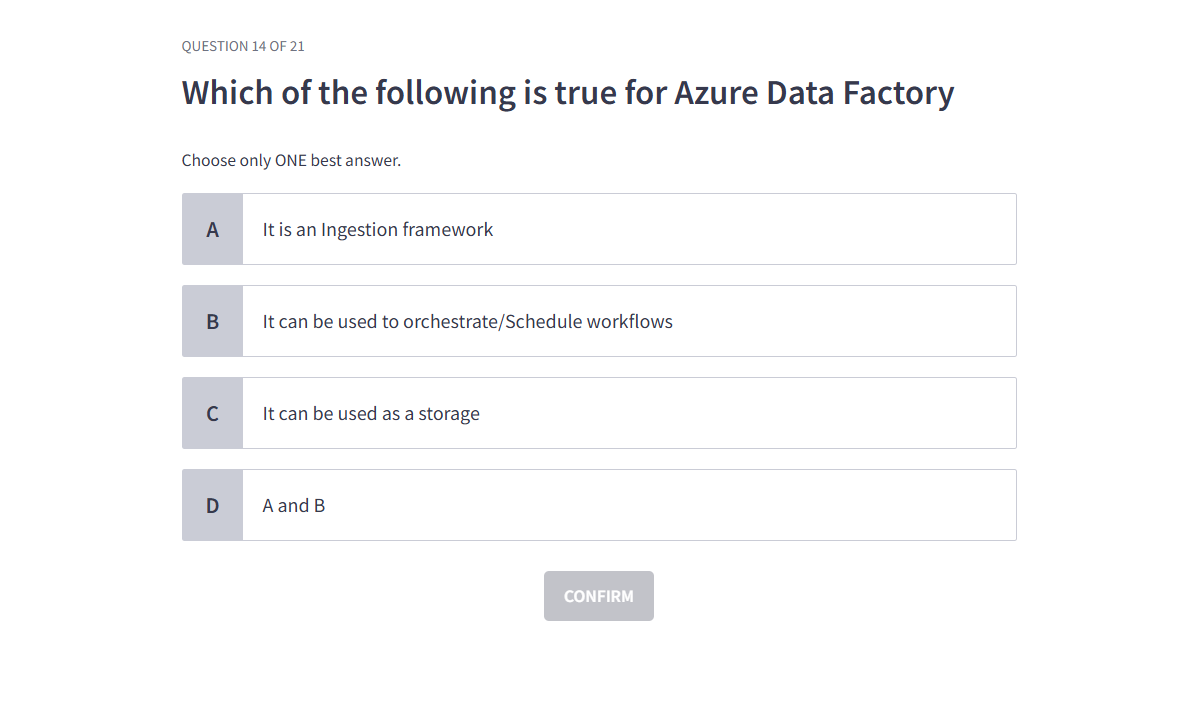 QUESTION 14 OF 21
Which of the following is true for Azure Data Factory
Choose only ONE best answer.
A
It is an Ingestion framework
B
It can be used to orchestrate/Schedule workflows
C
It can be used as a storage
D
A and B
CONFIRM